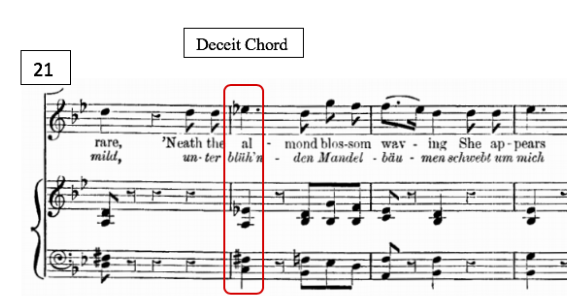 Deceit Chord
21
rare, 'Neath the al - mond blos-som wav - ing She ap-pears
mild, un-ter blüh'n - den Mandel - bäu - men schwebt um mich